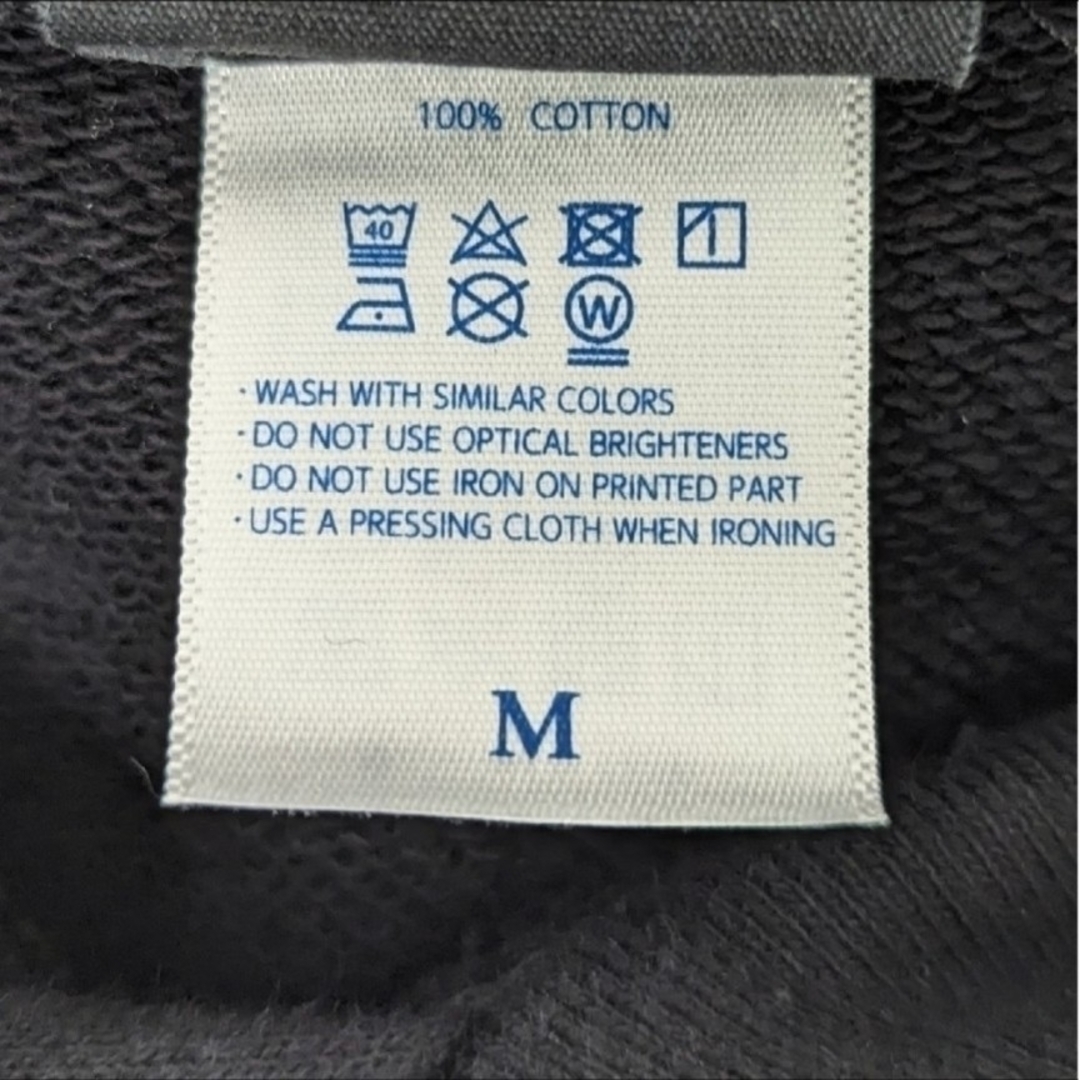 100% COTTON
40
W
· WASH WITH SIMILAR COLORS
· DO NOT USE OPTICAL BRIGHTENERS
· DO NOT USE IRON ON PRINTED PART
· USE A PRESSING CLOTH WHEN IRONING
M